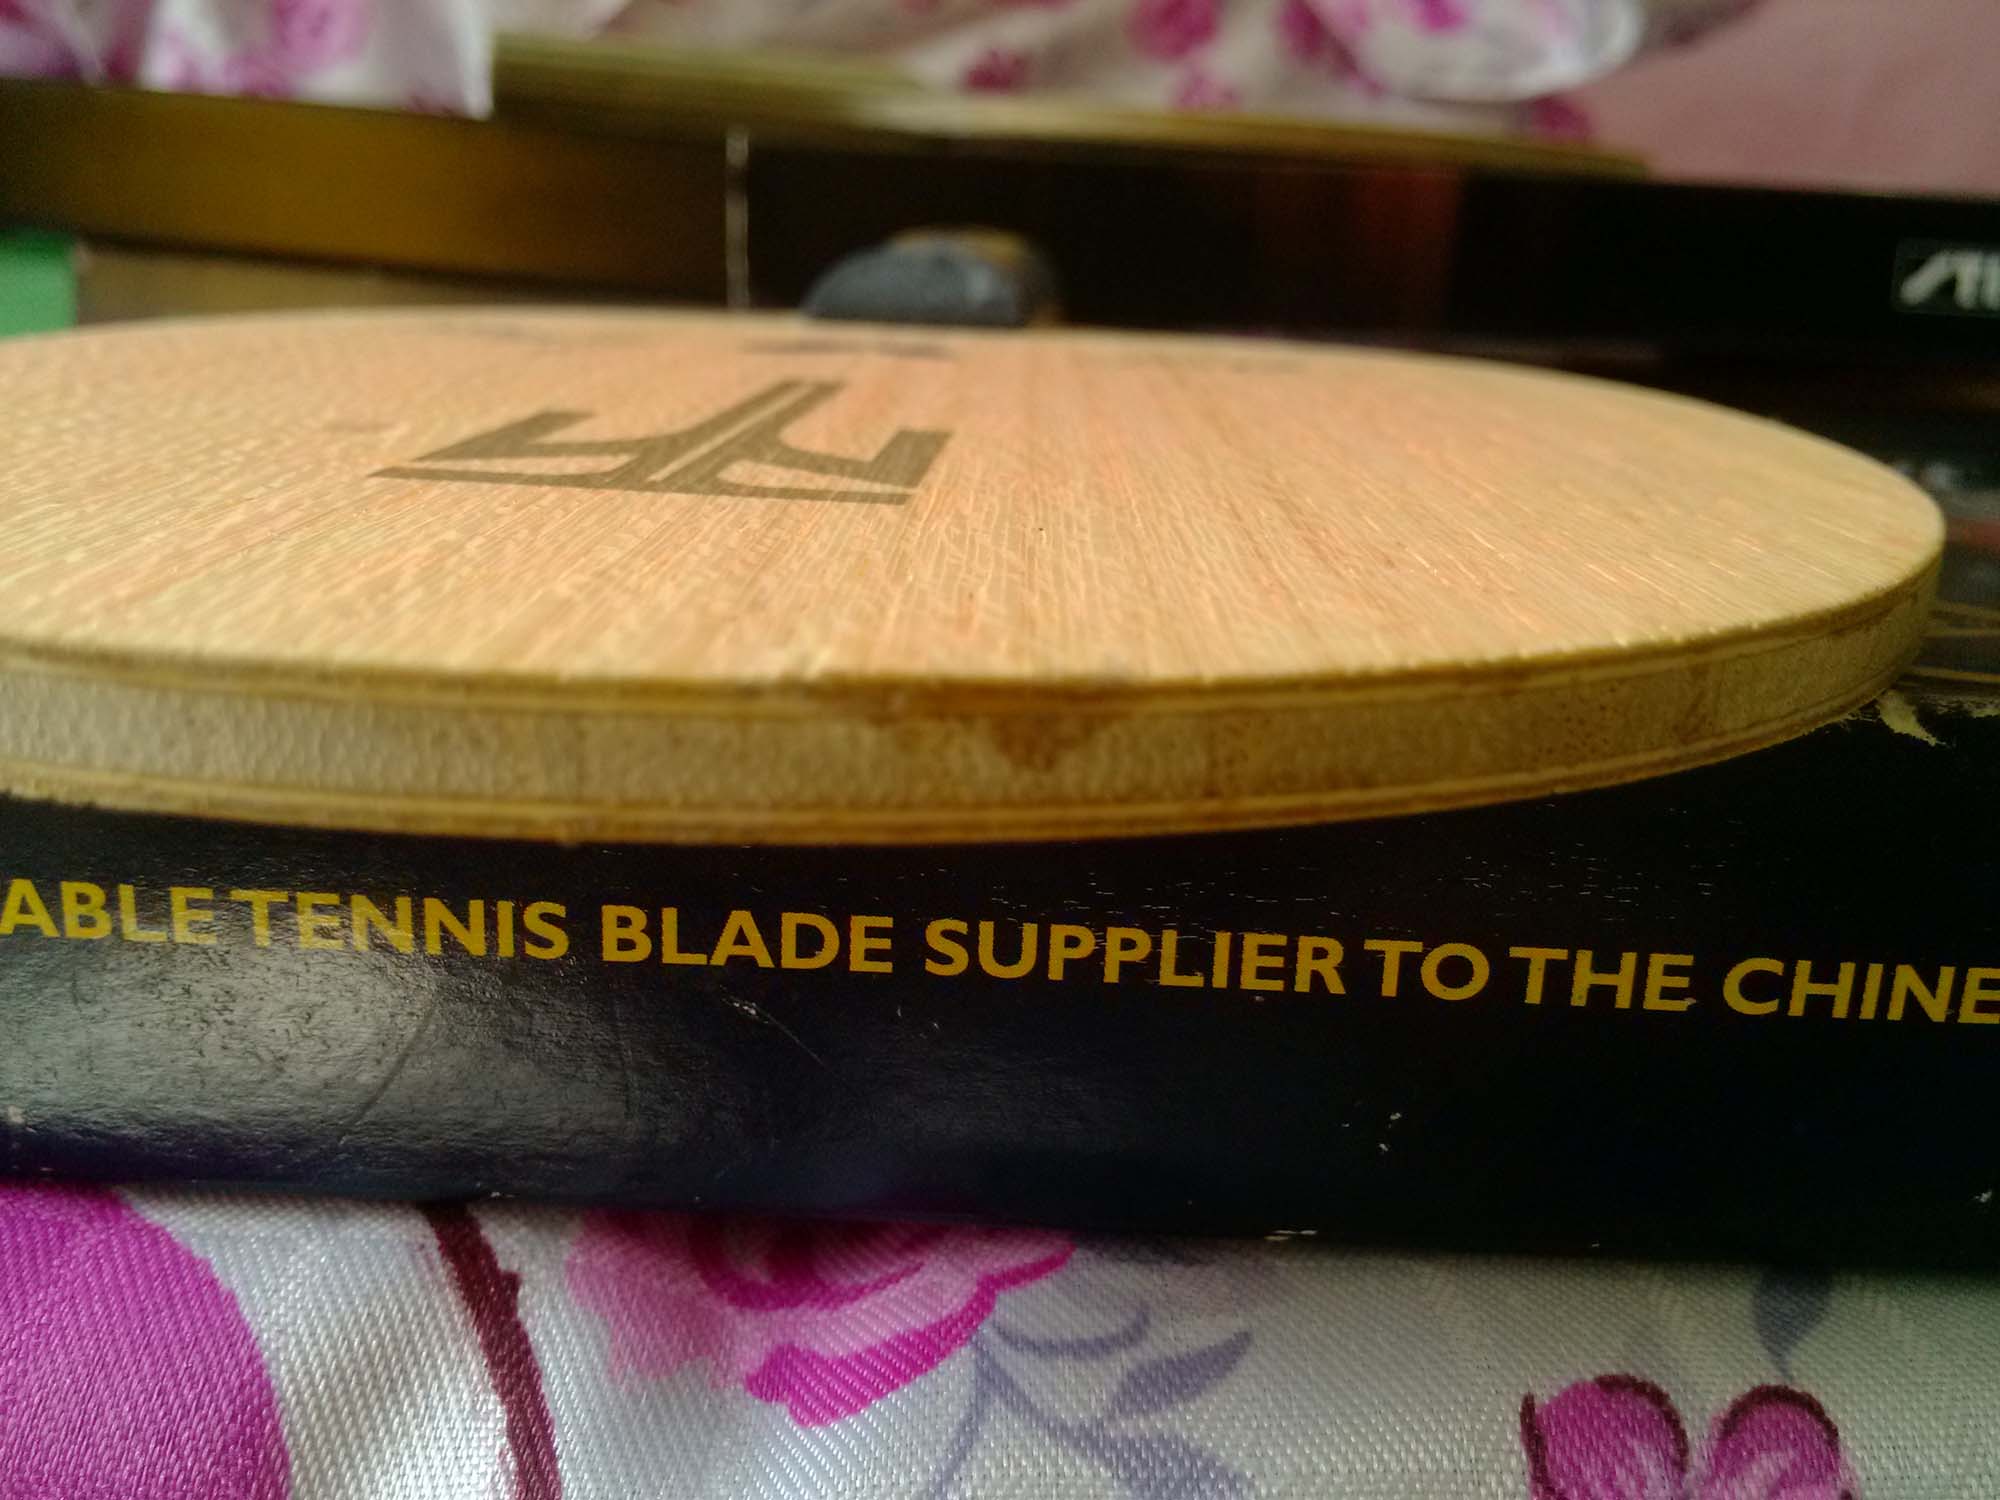 ABLE TENNIS BLADE SUPPLIER TO THE CHINE